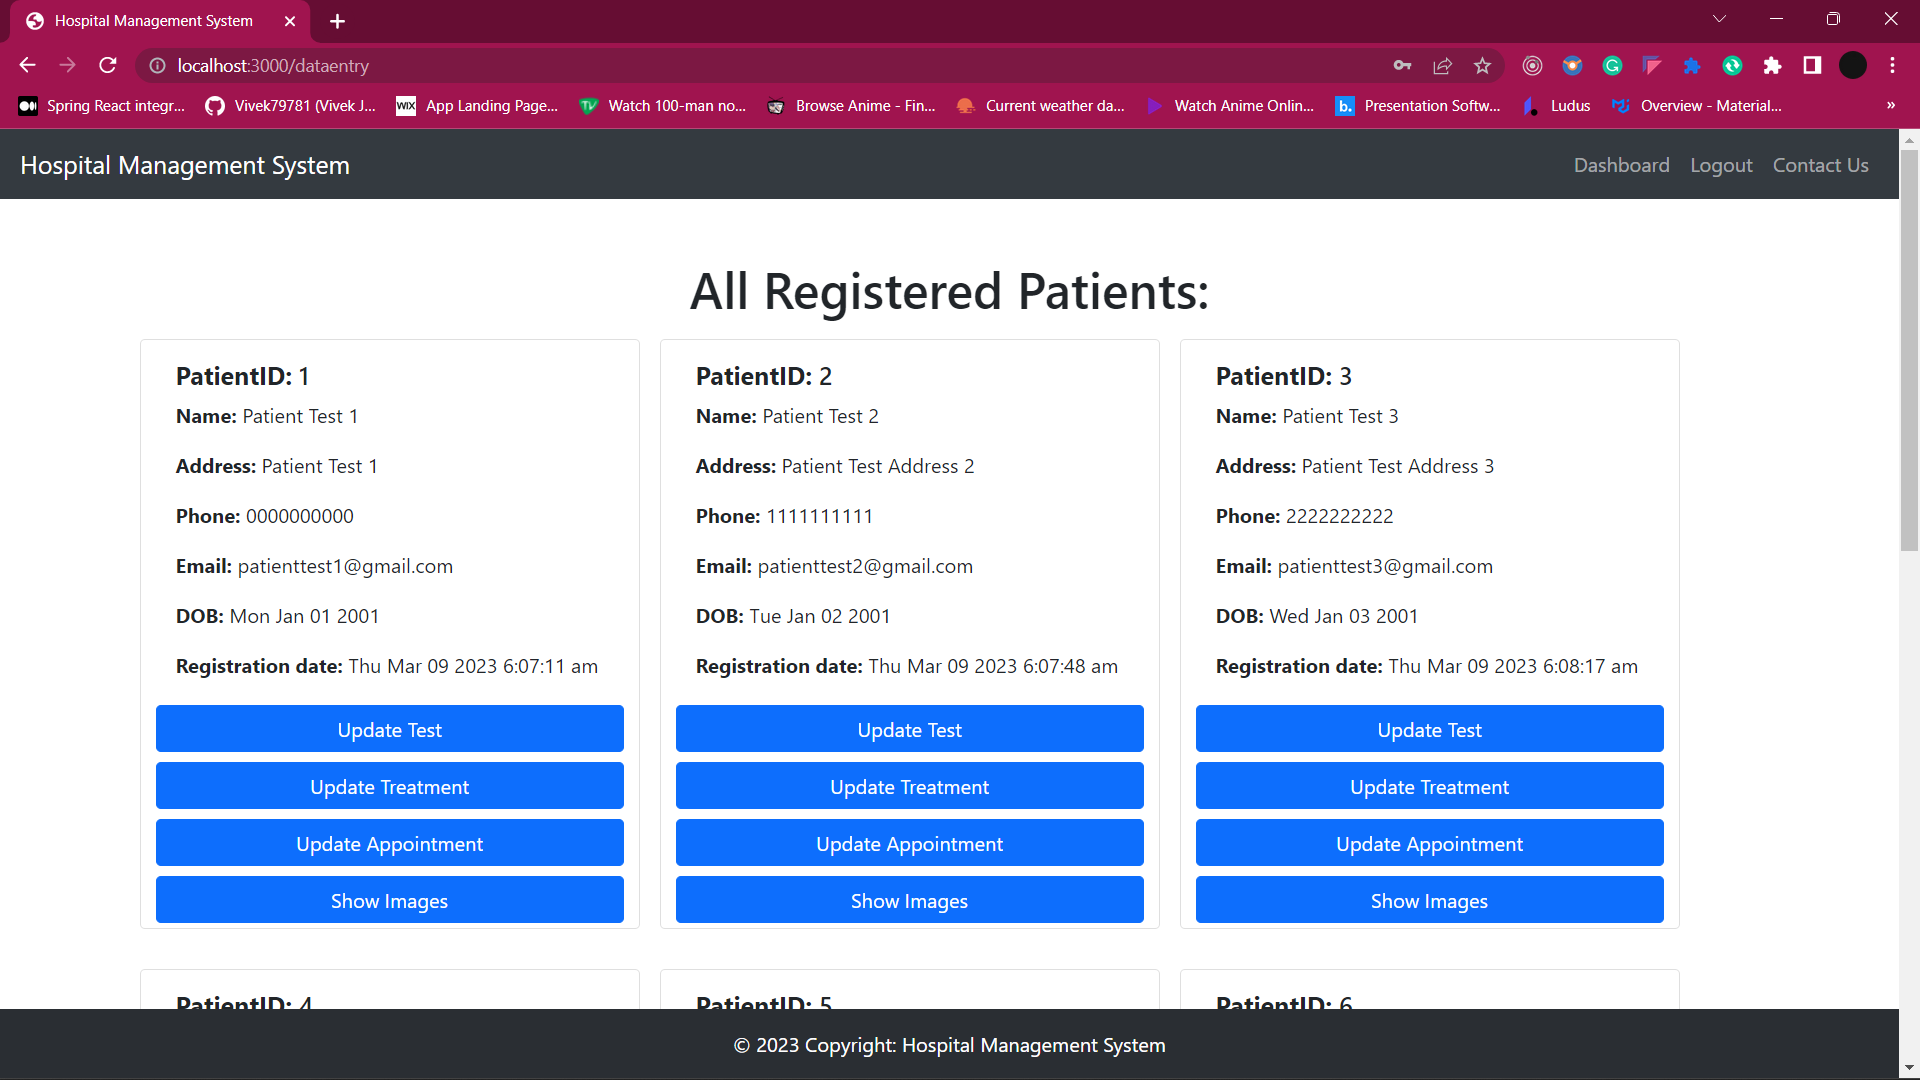 Hospital Management System
localhost:3000/dataentry
Spring React integr... Vivek79781 (Vivek J... WIX App Landing Page... Watch 100-man no... Browse Anime - Fin... Current weather da... Watch Anime Onlin... b. Presentation Softw... Ludus Overview - Material... »
Hospital Management System Dashboard Logout Contact Us
All Registered Patients:
PatientID: 1
Name: Patient Test 1
Address: Patient Test 1
Phone: 0000000000
Email: patienttest1@gmail.com
DOB: Mon Jan 01 2001
Registration date: Thu Mar 09 2023 6:07:11 am
Update Test
Update Treatment
Update Appointment
Show Images
PatientID: 2
Name: Patient Test 2
Address: Patient Test Address 2
Phone: 1111111111
Email: patienttest2@gmail.com
DOB: Tue Jan 02 2001
Registration date: Thu Mar 09 2023 6:07:48 am
Update Test
Update Treatment
Update Appointment
Show Images
PatientID: 3
Name: Patient Test 3
Address: Patient Test Address 3
Phone: 2222222222
Email: patienttest3@gmail.com
DOB: Wed Jan 03 2001
Registration date: Thu Mar 09 2023 6:08:17 am
Update Test
Update Treatment
Update Appointment
Show Images
PatientID: 4
PatientID: 5
PatientID: 6
© 2023 Copyright: Hospital Management System